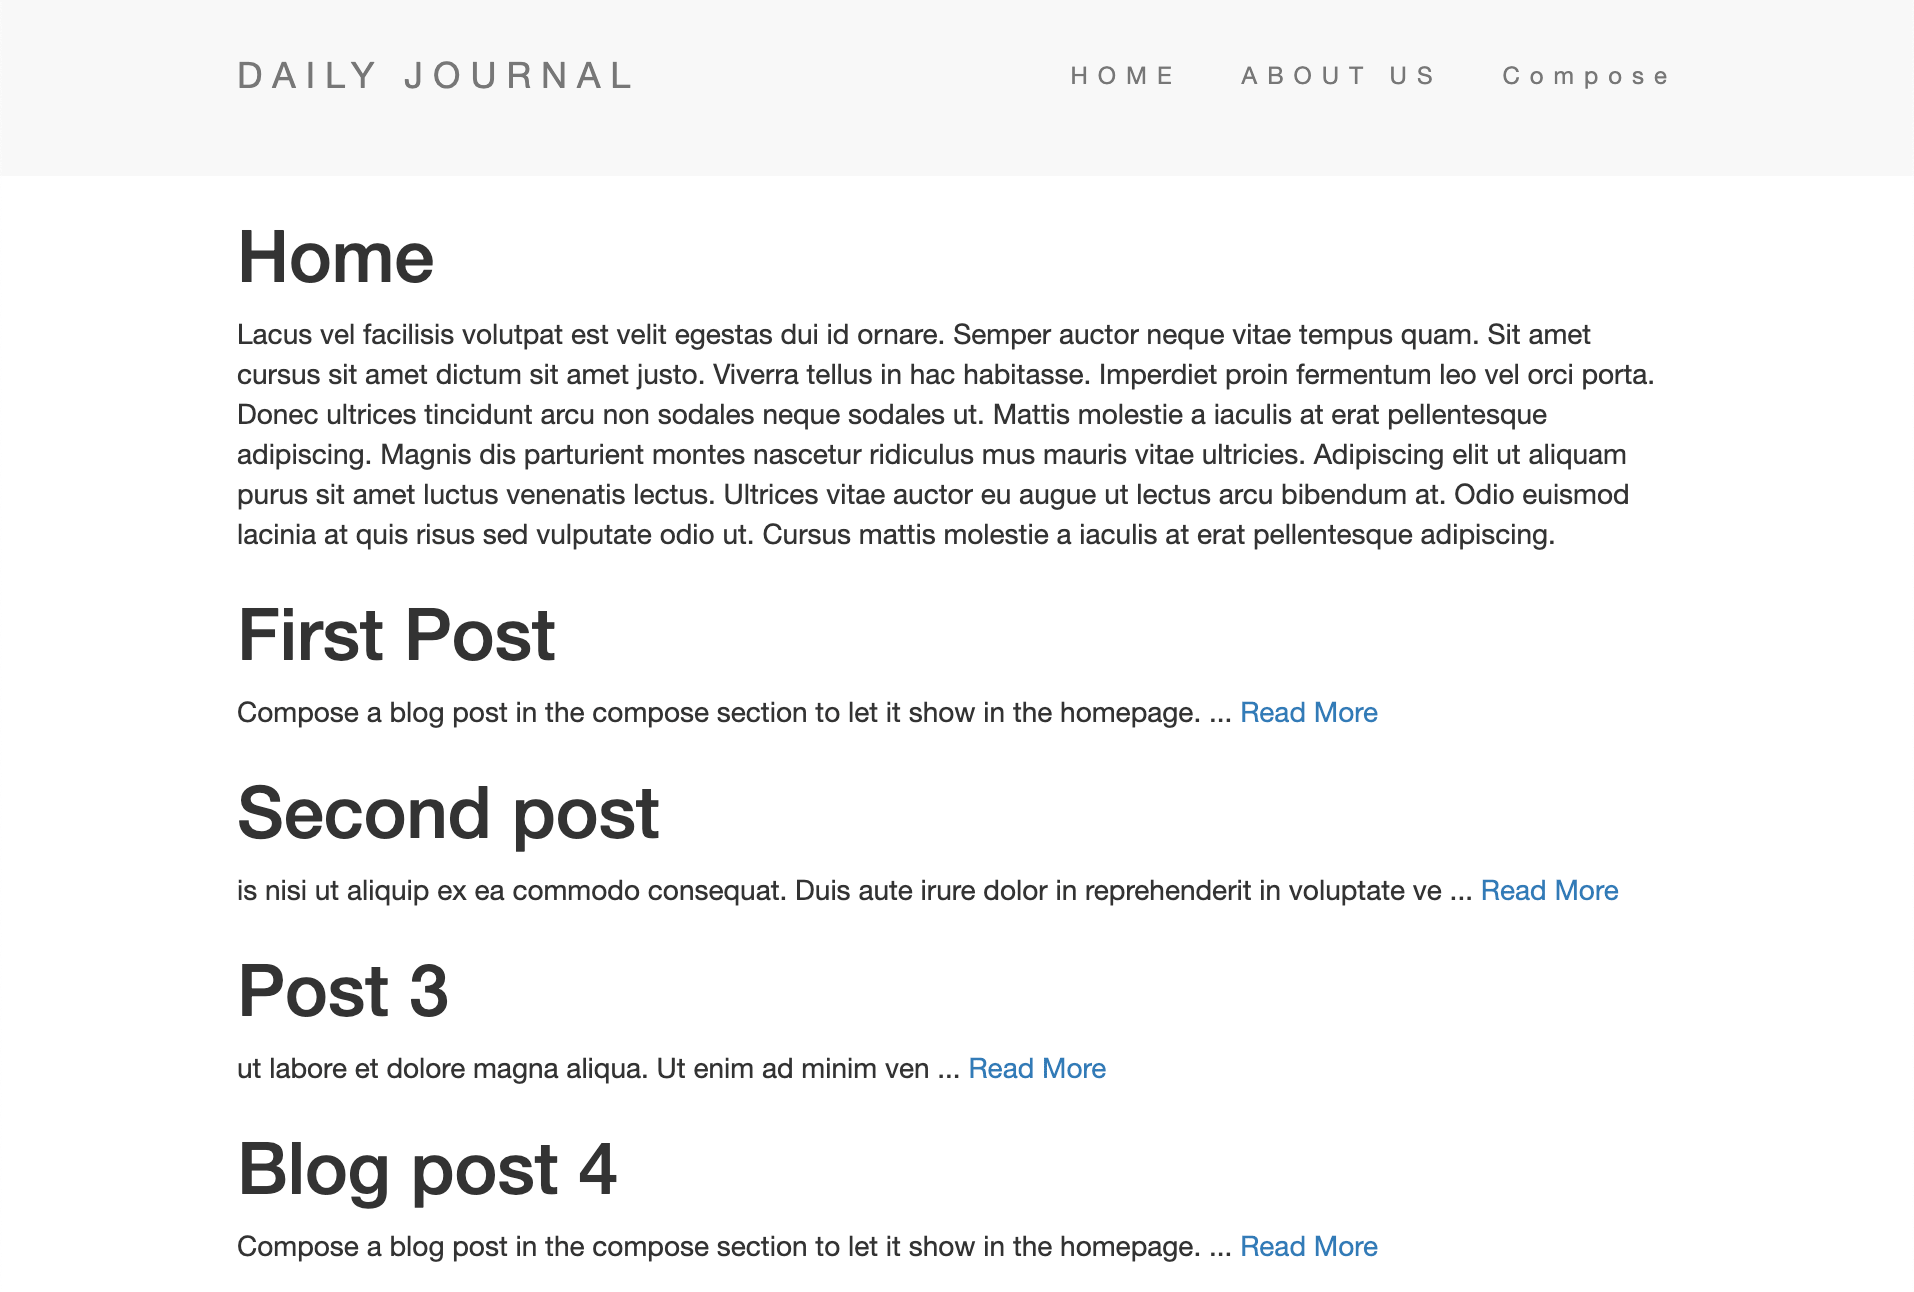 DAILY JOURNAL
HOME ABOUT US Compose
Home
Lacus vel facilisis volutpat est velit egestas dui id ornare. Semper auctor neque vitae tempus quam. Sit amet
cursus sit amet dictum sit amet justo. Viverra tellus in hac habitasse. Imperdiet proin fermentum leo vel orci porta.
Donec ultrices tincidunt arcu non sodales neque sodales ut. Mattis molestie a iaculis at erat pellentesque
adipiscing. Magnis dis parturient montes nascetur ridiculus mus mauris vitae ultricies. Adipiscing elit ut aliquam
purus sit amet luctus venenatis lectus. Ultrices vitae auctor eu augue ut lectus arcu bibendum at. Odio euismod
lacinia at quis risus sed vulputate odio ut. Cursus mattis molestie a iaculis at erat pellentesque adipiscing.
First Post
Compose a blog post in the compose section to let it show in the homepage. ... Read More
Second post
is nisi ut aliquip ex ea commodo consequat. Duis aute irure dolor in reprehenderit in voluptate ve ... Read More
Post 3
ut labore et dolore magna aliqua. Ut enim ad minim ven ... Read More
Blog post 4
Compose a blog post in the compose section to let it show in the homepage. ... Read More